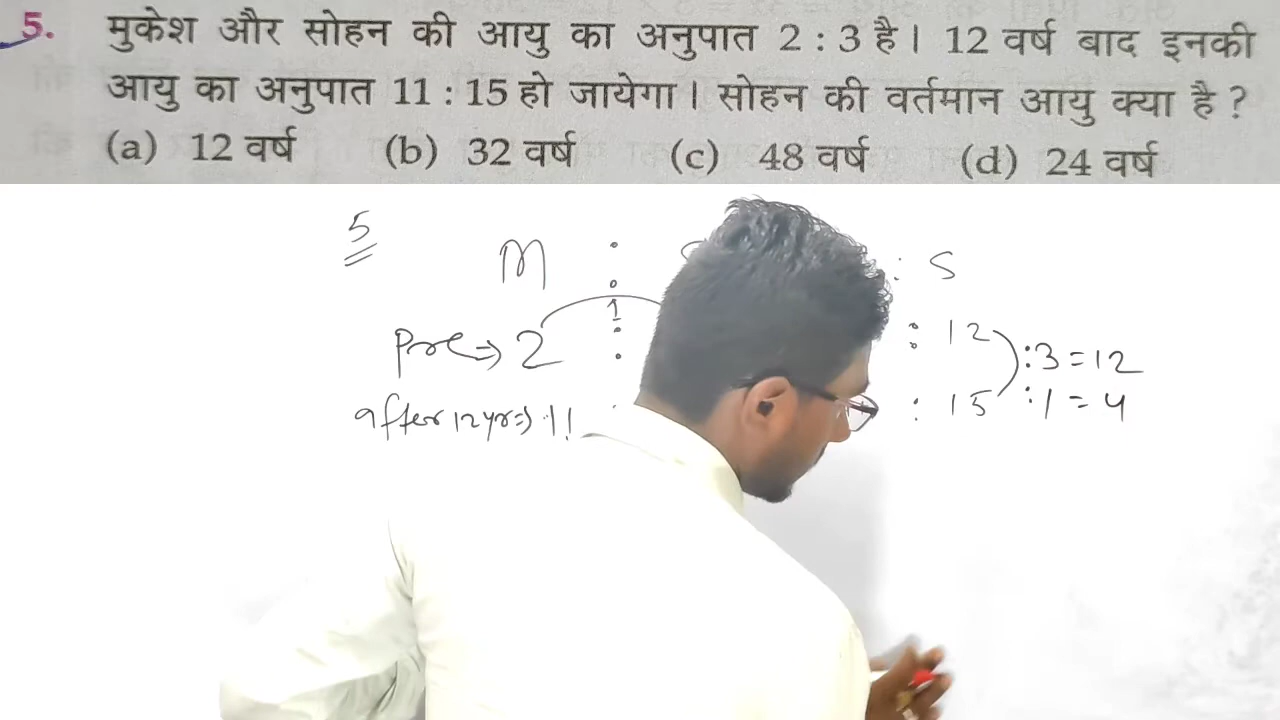 5. मुकेश और सोहन की आयु का अनुपात 2 : 3 है। 12 वर्ष बाद इनकी
आयु का अनुपात 11 : 15 हो जायेगा। सोहन की वर्तमान आयु क्या है ?
(a) 12 वर्ष (b) 32 वर्ष (c) 48 वर्ष (d) 24 वर्ष
5
M : : S
1
Pre⇒ 2 : : 12 :3 = 12
after 12 yr⇒ 11 : : 15 :1 = 4